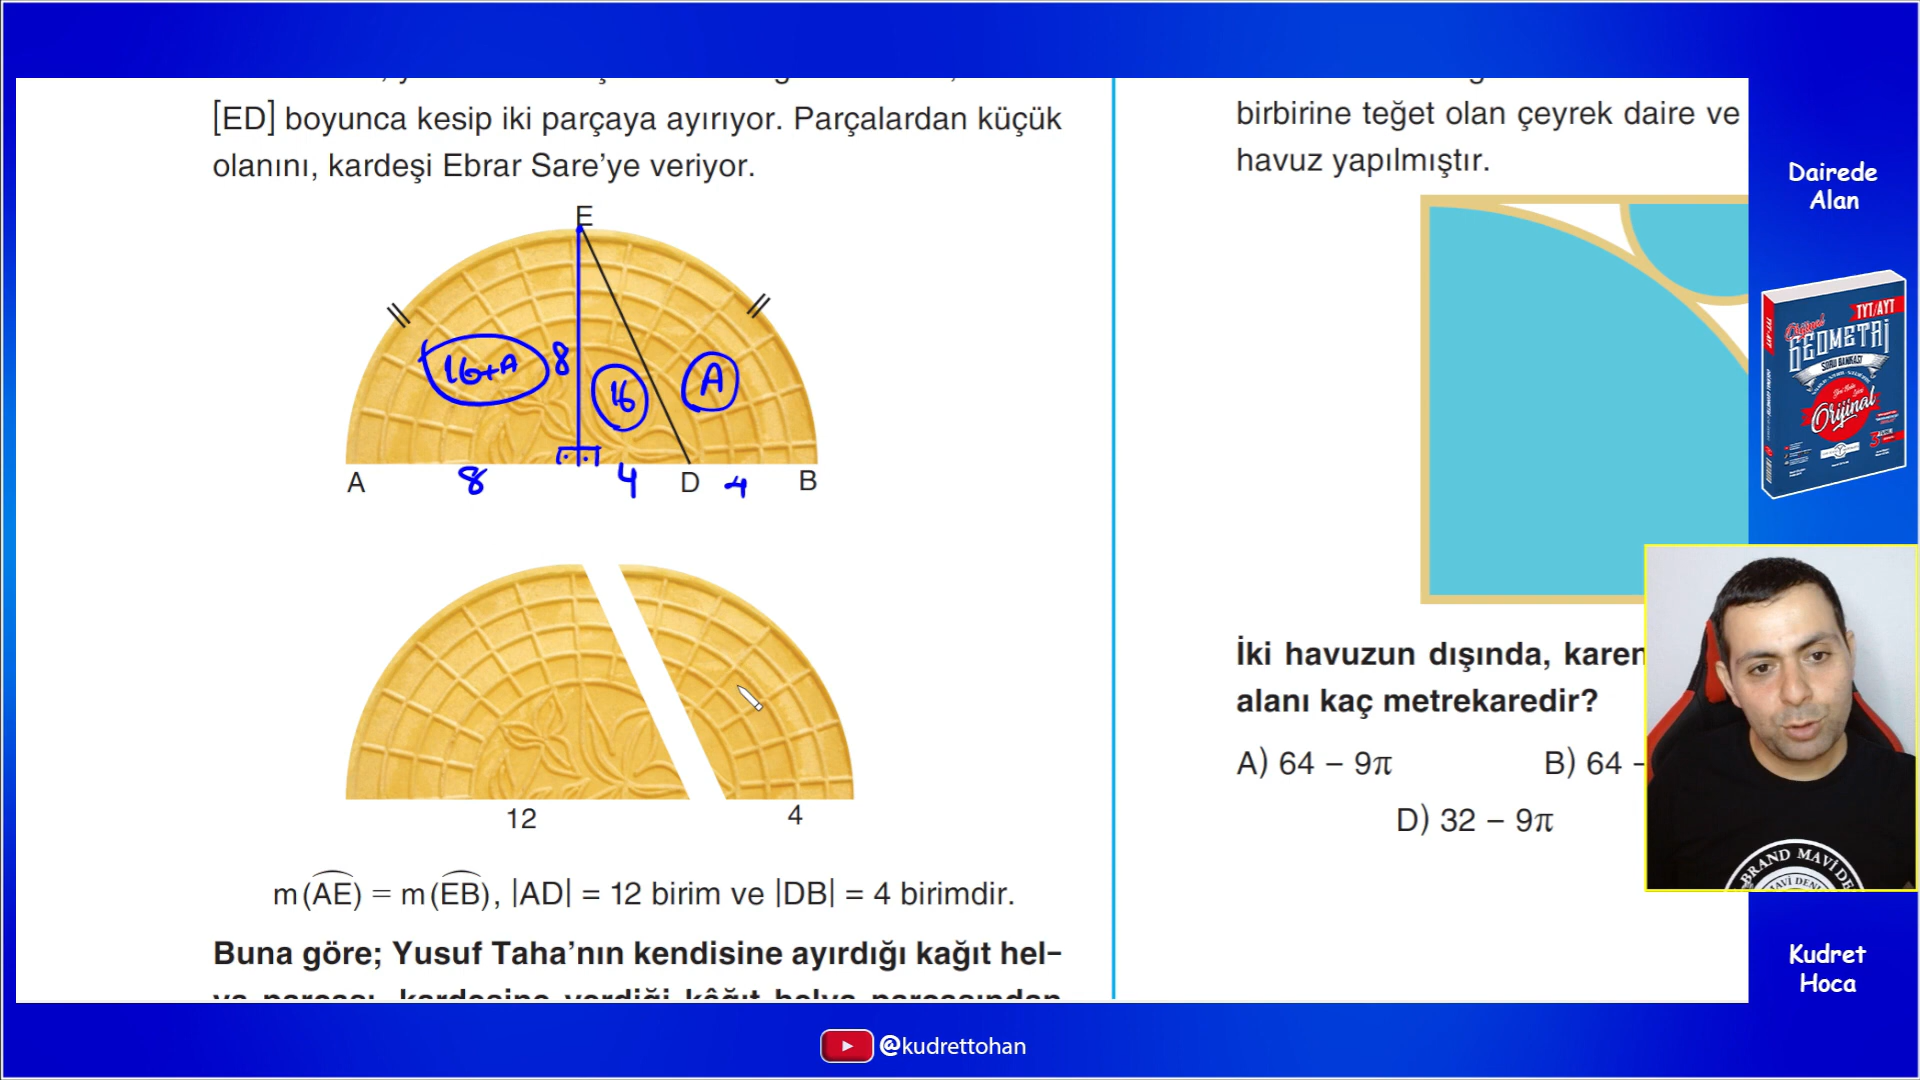 [ED] boyunca kesip iki parçaya ayırıyor. Parçalardan küçük
olanını, kardeşi Ebrar Sare’ye veriyor.
E
16+A
8
16
A
A
8
4
D
4
B
12
4
m(AE) = m(EB), |AD| = 12 birim ve |DB| = 4 birimdir.
Buna göre; Yusuf Taha’nın kendisine ayırdığı kağıt hel-
birbirine teğet olan çeyrek daire ve
havuz yapılmıştır.
İki havuzun dışında, karen
alanı kaç metrekaredir?
A) 64 – 9π
B) 64 –
D) 32 – 9π
Dairede
Alan
TYT/AYT
Orijinal
GEOMETRİ
SORU BANKASI
Orijinal
BRAND MAVİ DE
MAVİ DENİ
Kudret
Hoca
@kudrettohan